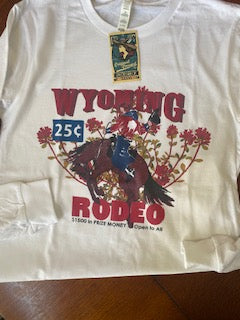 WYOMING
25¢
RODEO
$1500 in PRIZE MONEY Open to All